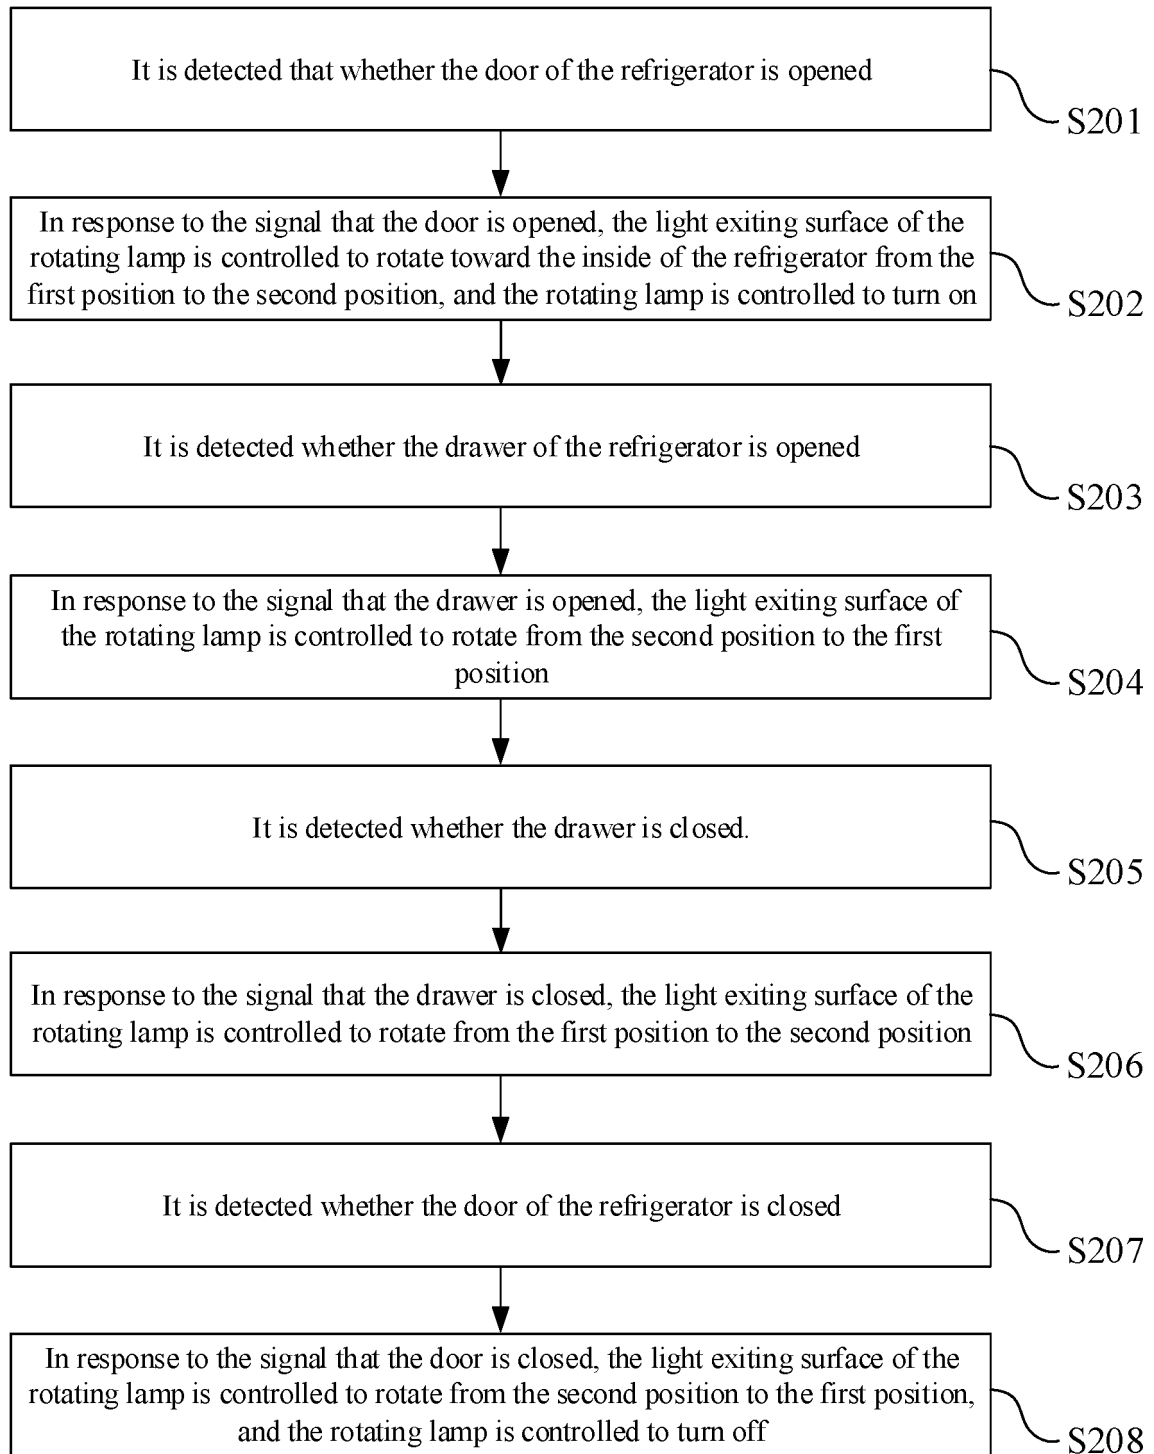 It is detected that whether the door of the refrigerator is opened
S201
In response to the signal that the door is opened, the light exiting surface of the
rotating lamp is controlled to rotate toward the inside of the refrigerator from the
first position to the second position, and the rotating lamp is controlled to turn on
S202
It is detected whether the drawer of the refrigerator is opened
S203
In response to the signal that the drawer is opened, the light exiting surface of
the rotating lamp is controlled to rotate from the second position to the first
position
S204
It is detected whether the drawer is closed.
S205
In response to the signal that the drawer is closed, the light exiting surface of the
rotating lamp is controlled to rotate from the first position to the second position
S206
It is detected whether the door of the refrigerator is closed
S207
In response to the signal that the door is closed, the light exiting surface of the
rotating lamp is controlled to rotate from the second position to the first position,
and the rotating lamp is controlled to turn off
S208